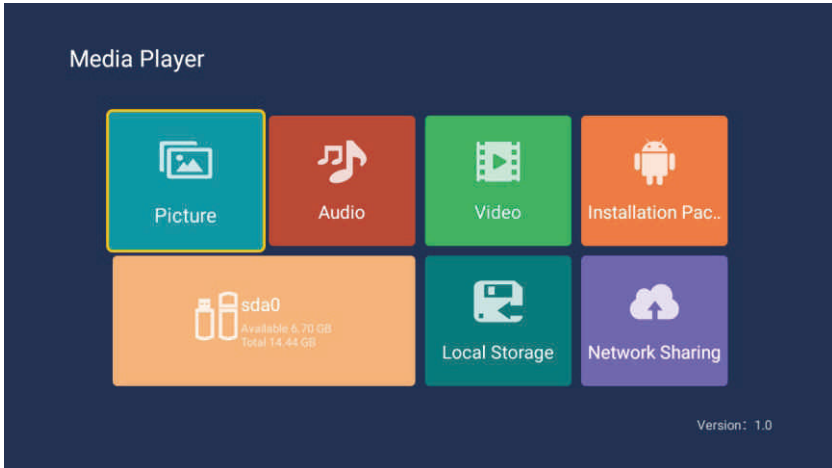 Media Player
Picture
Audio
Video
Installation Pac..
sda0
Available 6.70 GB
Total 14.44 GB
Local Storage
Network Sharing
Version: 1.0